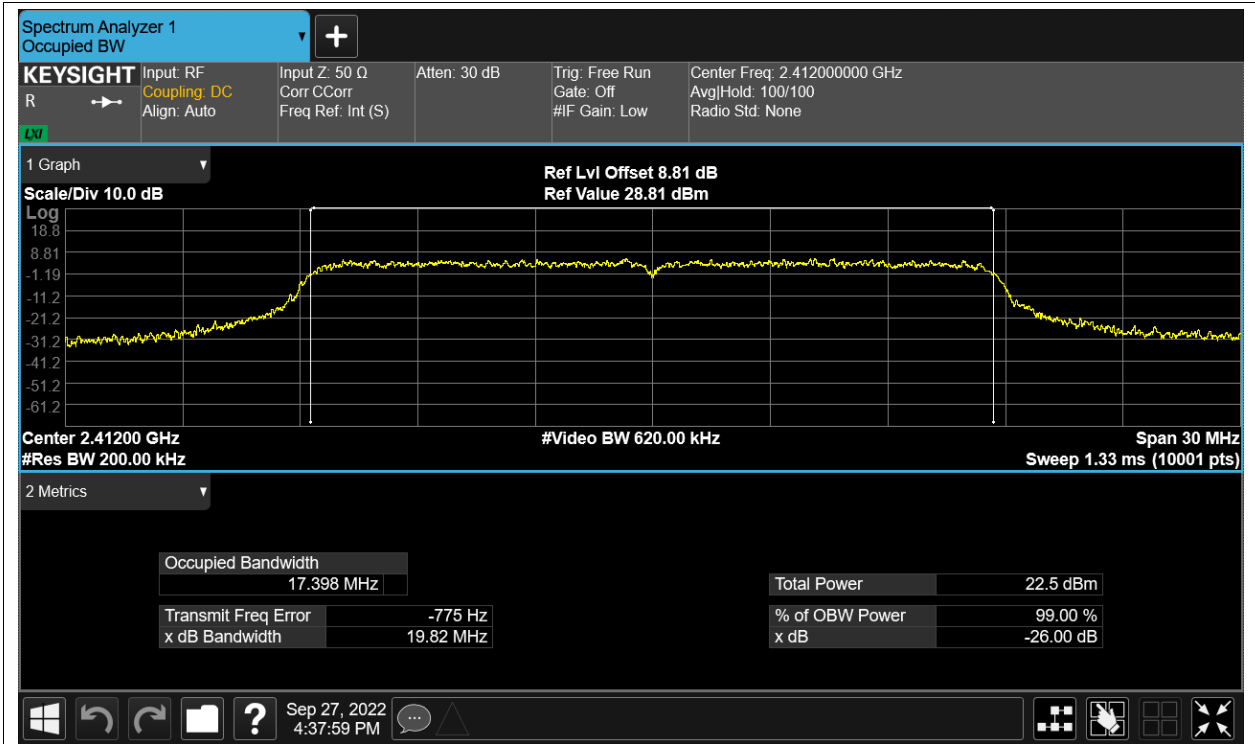 Spectrum Analyzer 1
Occupied BW
KEYSIGHT
R
LXI
Input: RF
Coupling: DC
Align: Auto
Input Z: 50 Ω
Corr CCorr
Freq Ref: Int (S)
Atten: 30 dB
Trig: Free Run
Gate: Off
#IF Gain: Low
Center Freq: 2.412000000 GHz
Avg|Hold: 100/100
Radio Std: None
1 Graph
Ref Lvl Offset 8.81 dB
Scale/Div 10.0 dB
Ref Value 28.81 dBm
Log
18.8
8.81
-1.19
-11.2
-21.2
-31.2
-41.2
-51.2
-61.2
Center 2.41200 GHz
#Video BW 620.00 kHz
Span 30 MHz
#Res BW 200.00 kHz
Sweep 1.33 ms (10001 pts)
2 Metrics
Occupied Bandwidth
17.398 MHz
Total Power 22.5 dBm
Transmit Freq Error -775 Hz
% of OBW Power 99.00 %
x dB Bandwidth 19.82 MHz
x dB -26.00 dB
?
Sep 27, 2022
4:37:59 PM